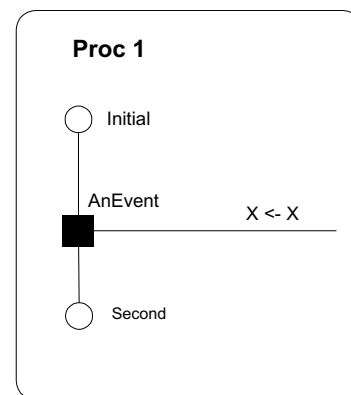 Proc 1
Initial
AnEvent
X <- X
Second